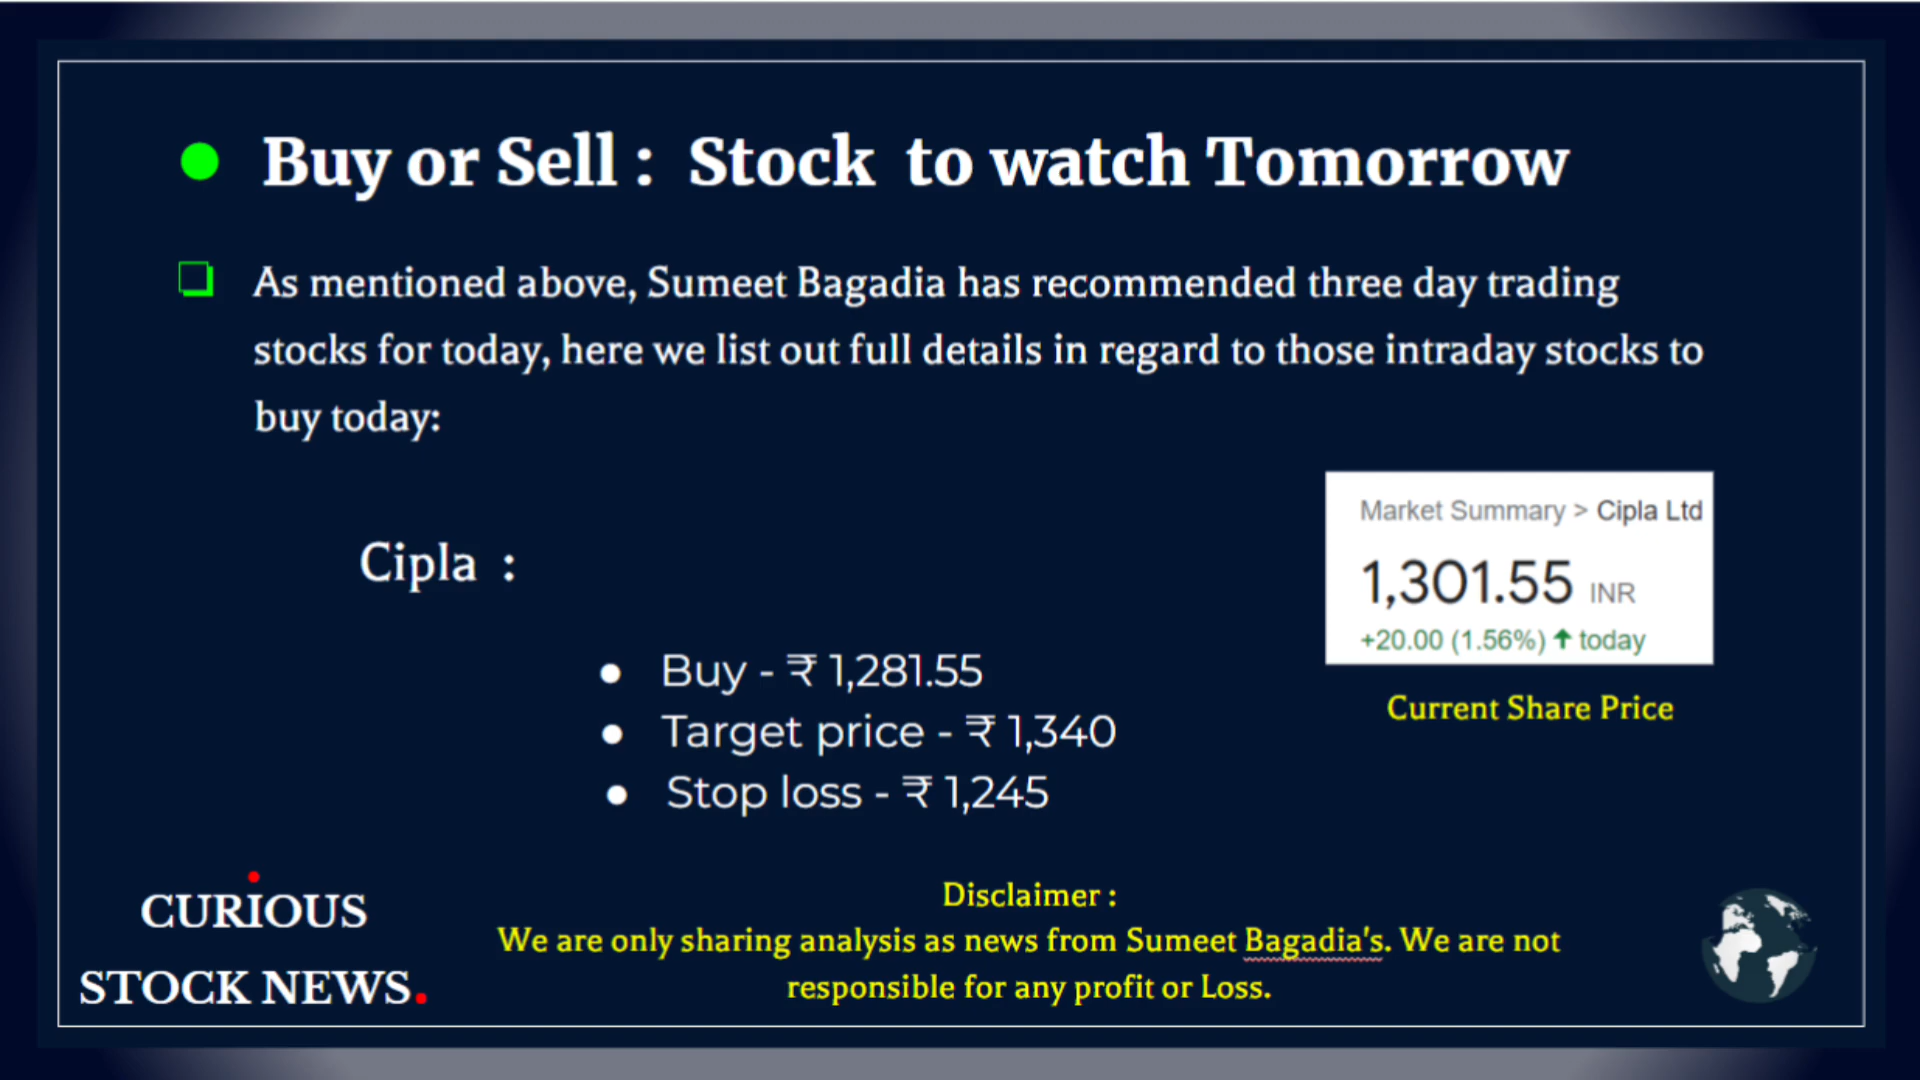 Buy or Sell : Stock to watch Tomorrow
As mentioned above, Sumeet Bagadia has recommended three day trading
stocks for today, here we list out full details in regard to those intraday stocks to
buy today:
Market Summary > Cipla Ltd
1,301.55 INR
+20.00 (1.56%) ↑ today
Current Share Price
Cipla :
● Buy - ₹ 1,281.55
● Target price - ₹ 1,340
● Stop loss - ₹ 1,245
CURIOUS
STOCK NEWS.
Disclaimer :
We are only sharing analysis as news from Sumeet Bagadia's. We are not
responsible for any profit or Loss.